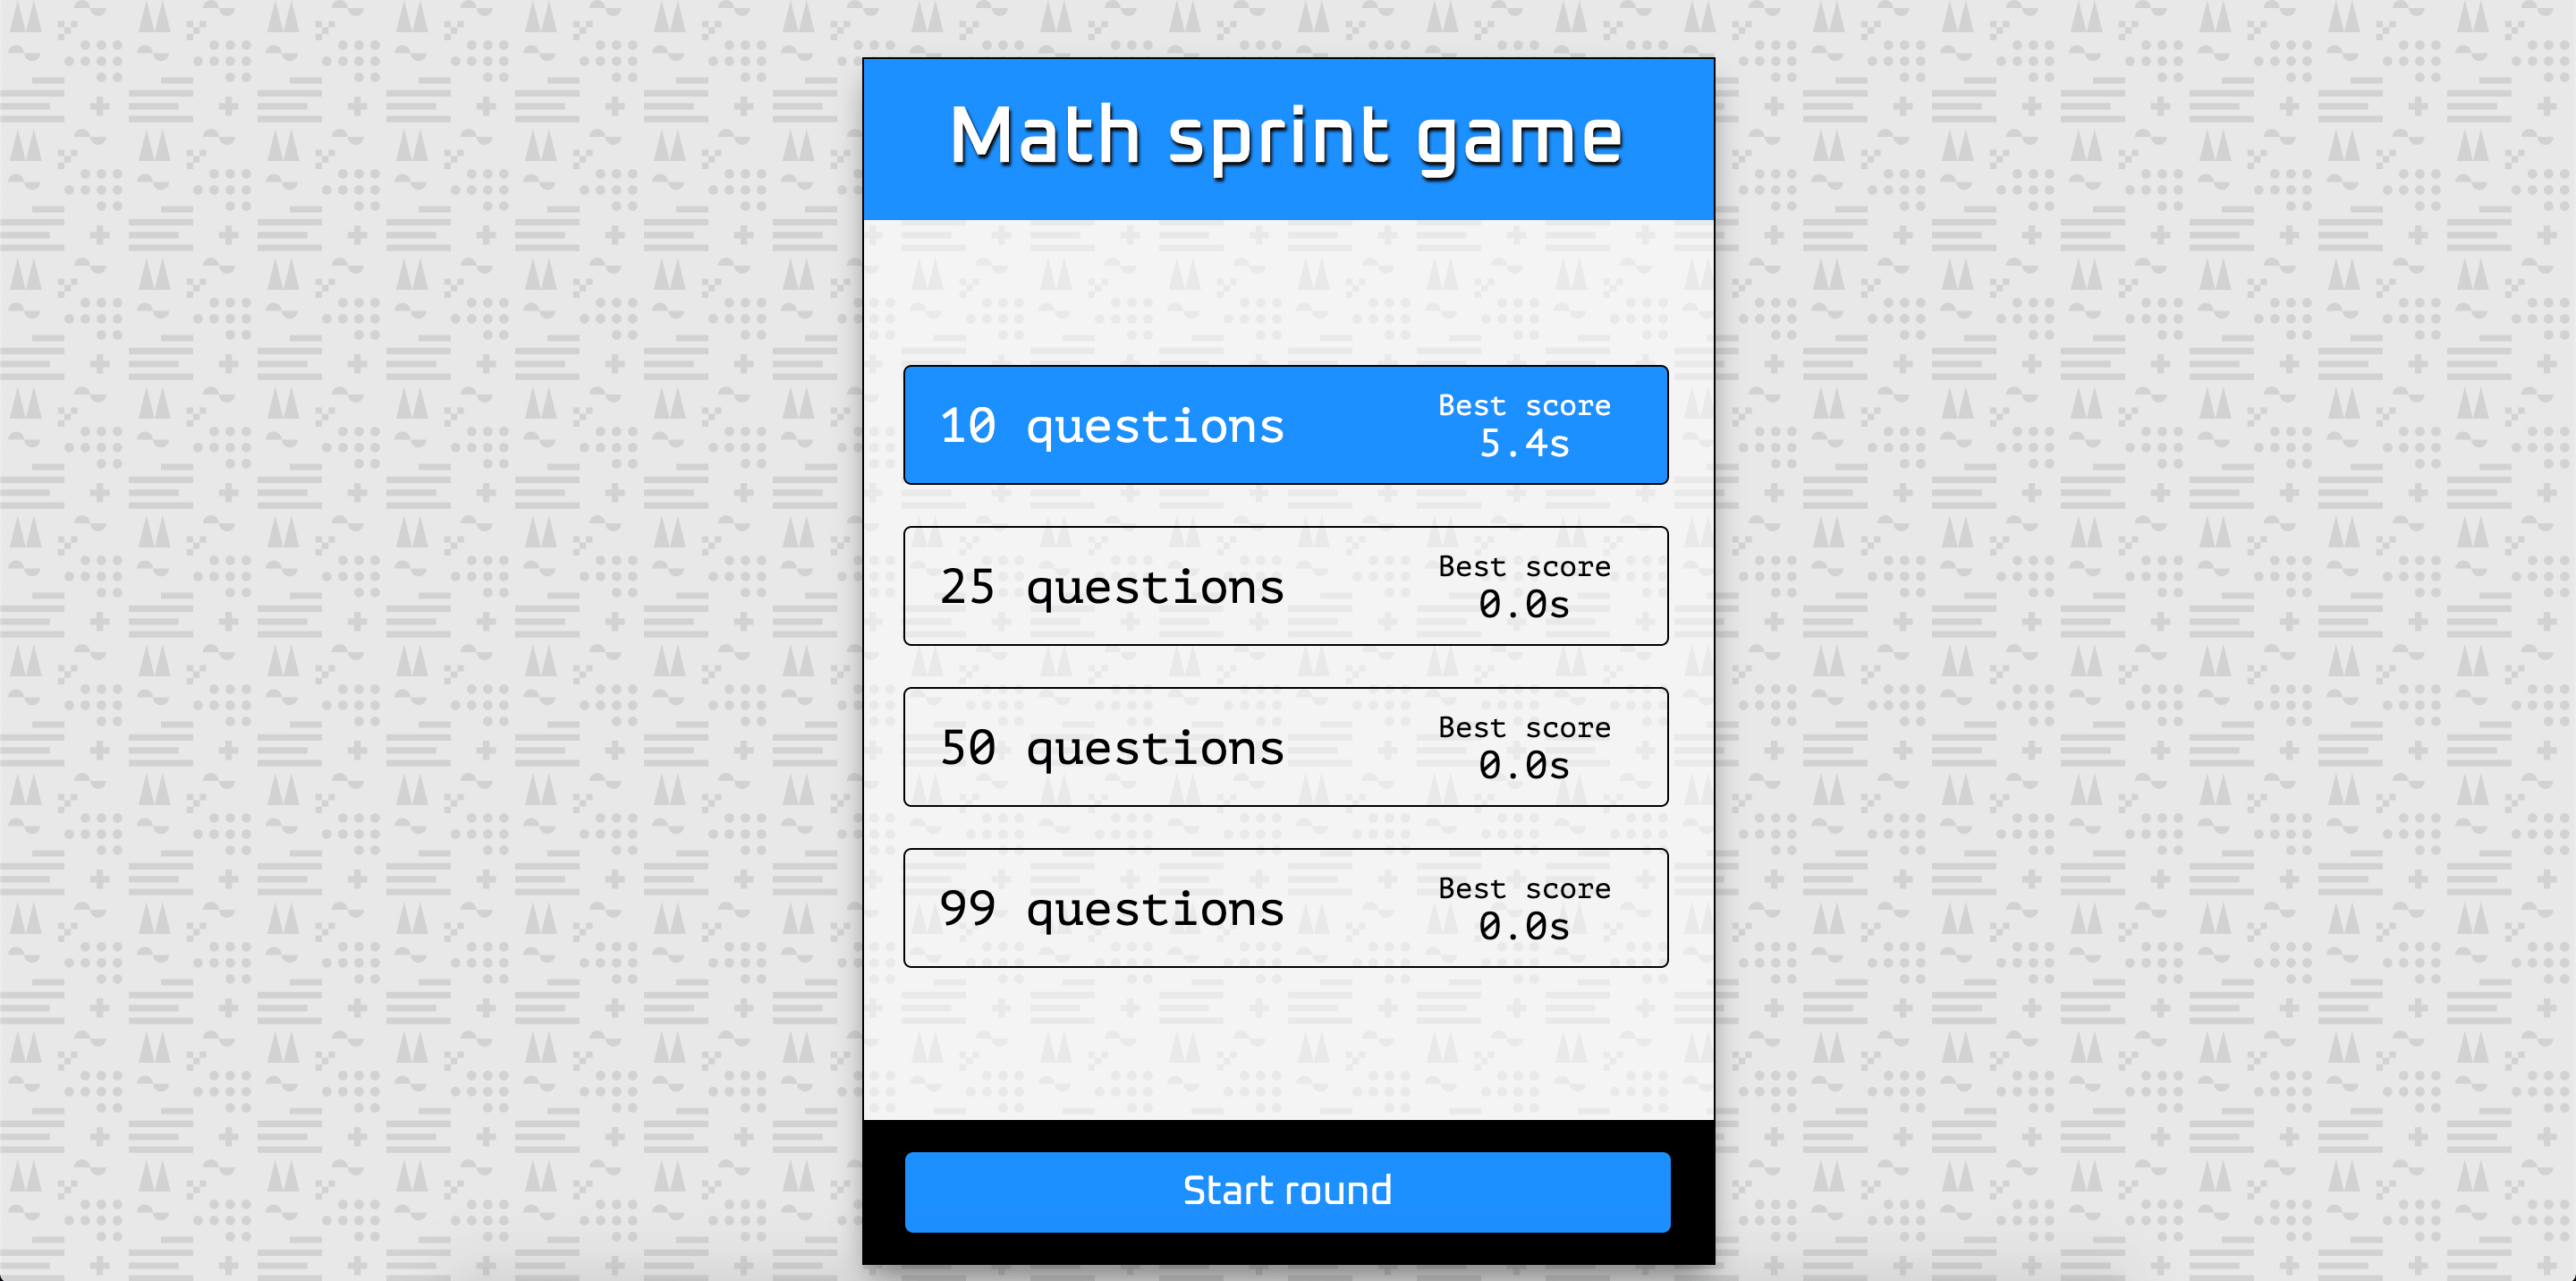 Math sprint game
10 questions
Best score
5.4s
25 questions
Best score
0.0s
50 questions
Best score
0.0s
99 questions
Best score
0.0s
Start round